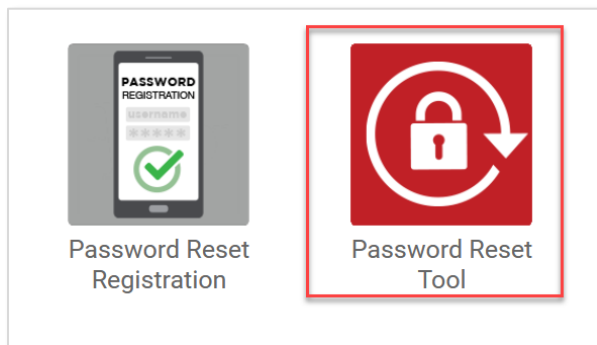 PASSWORD
REGISTRATION
username
*****
Password Reset
Registration
Password Reset
Tool